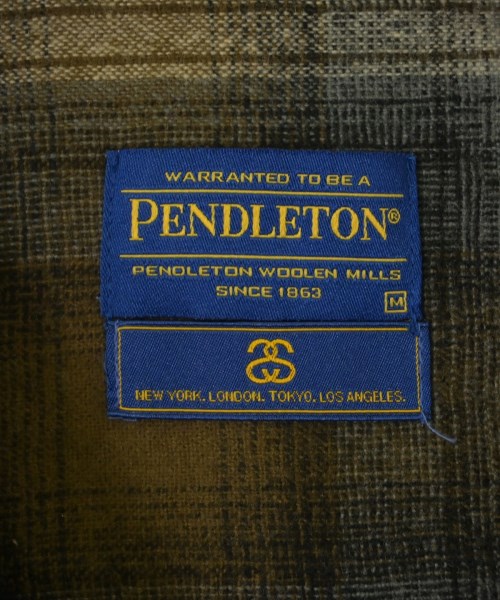 WARRANTED TO BE A
PENDLETON®
PENDLETON WOOLEN MILLS
SINCE 1863
M
NEW YORK. LONDON. TOKYO. LOS ANGELES.